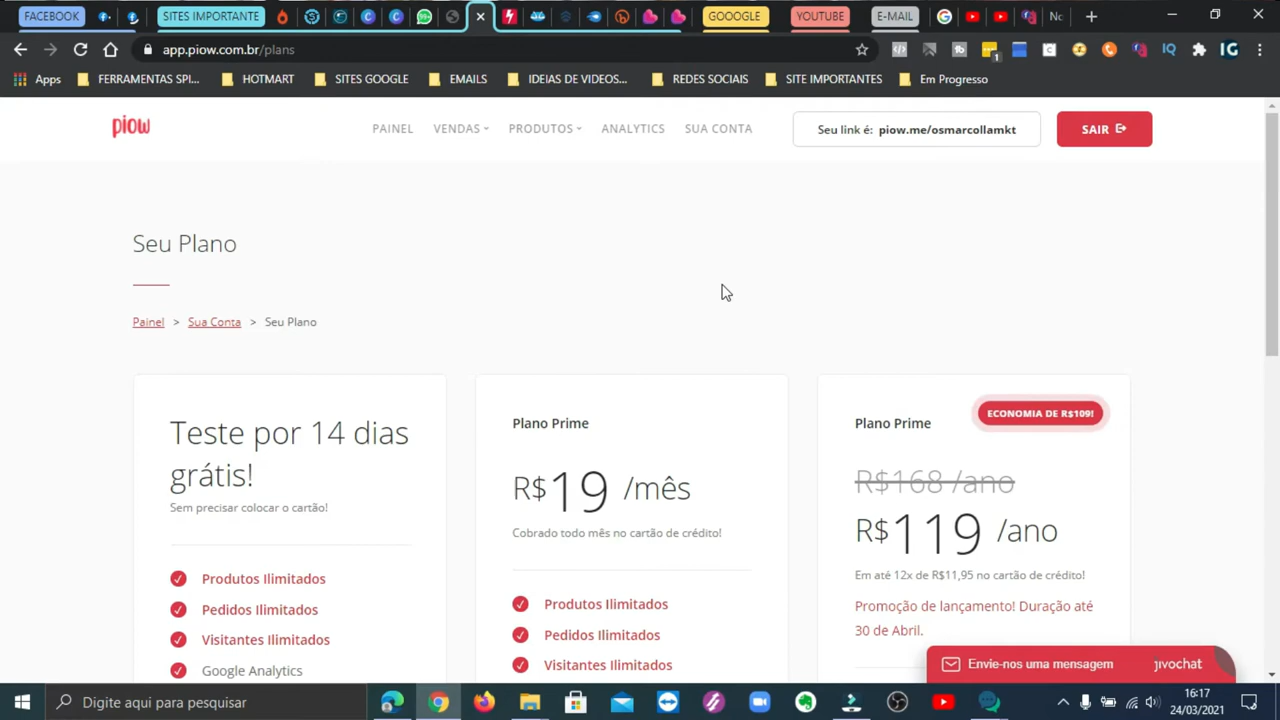 FACEBOOK
SITES IMPORTANTE
GOOOGLE
YOUTUBE
E-MAIL
app.piow.com.br/plans
Apps
FERRAMENTAS SPI...
HOTMART
SITES GOOGLE
EMAILS
IDEIAS DE VIDEOS...
REDES SOCIAIS
SITE IMPORTANTES
Em Progresso
piow
PAINEL
VENDAS
PRODUTOS
ANALYTICS
SUA CONTA
Seu link é: piow.me/osmarcollamkt
SAIR
Seu Plano
Painel > Sua Conta > Seu Plano
Teste por 14 dias
grátis!
Sem precisar colocar o cartão!
Produtos Ilimitados
Pedidos Ilimitados
Visitantes Ilimitados
Google Analytics
Plano Prime
R$19 /mês
Cobrado todo mês no cartão de crédito!
Produtos Ilimitados
Pedidos Ilimitados
Visitantes Ilimitados
Plano Prime
ECONOMIA DE R$109!
R$168 /ano
R$119 /ano
Em até 12x de R$11,95 no cartão de crédito!
Promoção de lançamento! Duração até
30 de Abril.
Envie-nos uma mensagem
jivochat
Digite aqui para pesquisar
16:17
24/03/2021